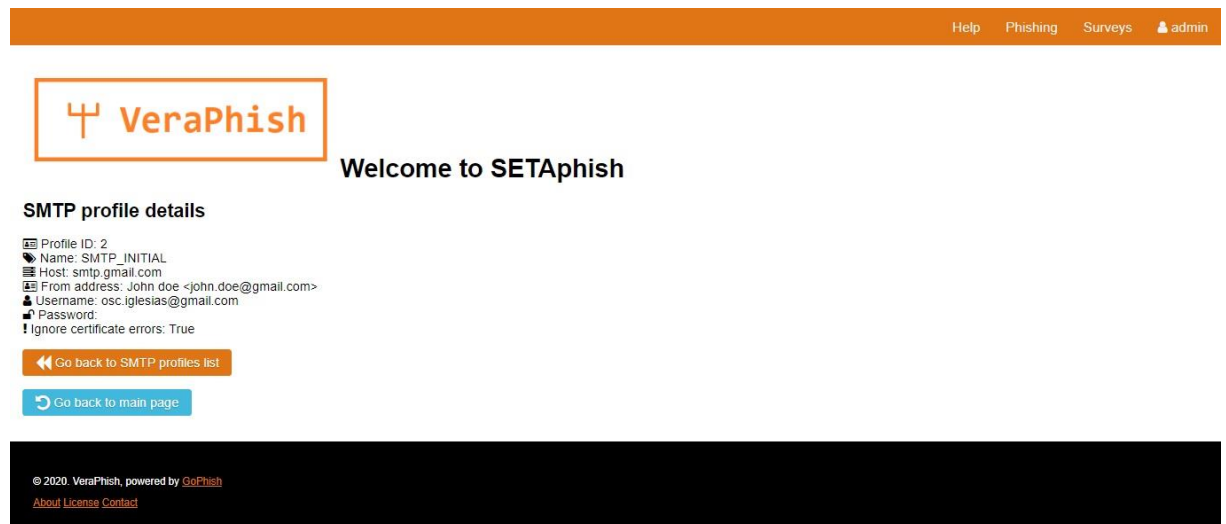 Help Phishing Surveys admin
VeraPhish
Welcome to SETAphish
SMTP profile details
Profile ID: 2
Name: SMTP_INITIAL
Host: smtp.gmail.com
From address: John doe <john.doe@gmail.com>
Username: osc.iglesias@gmail.com
Password:
Ignore certificate errors: True
Go back to SMTP profiles list
Go back to main page
© 2020. VeraPhish, powered by GoPhish
About License Contact